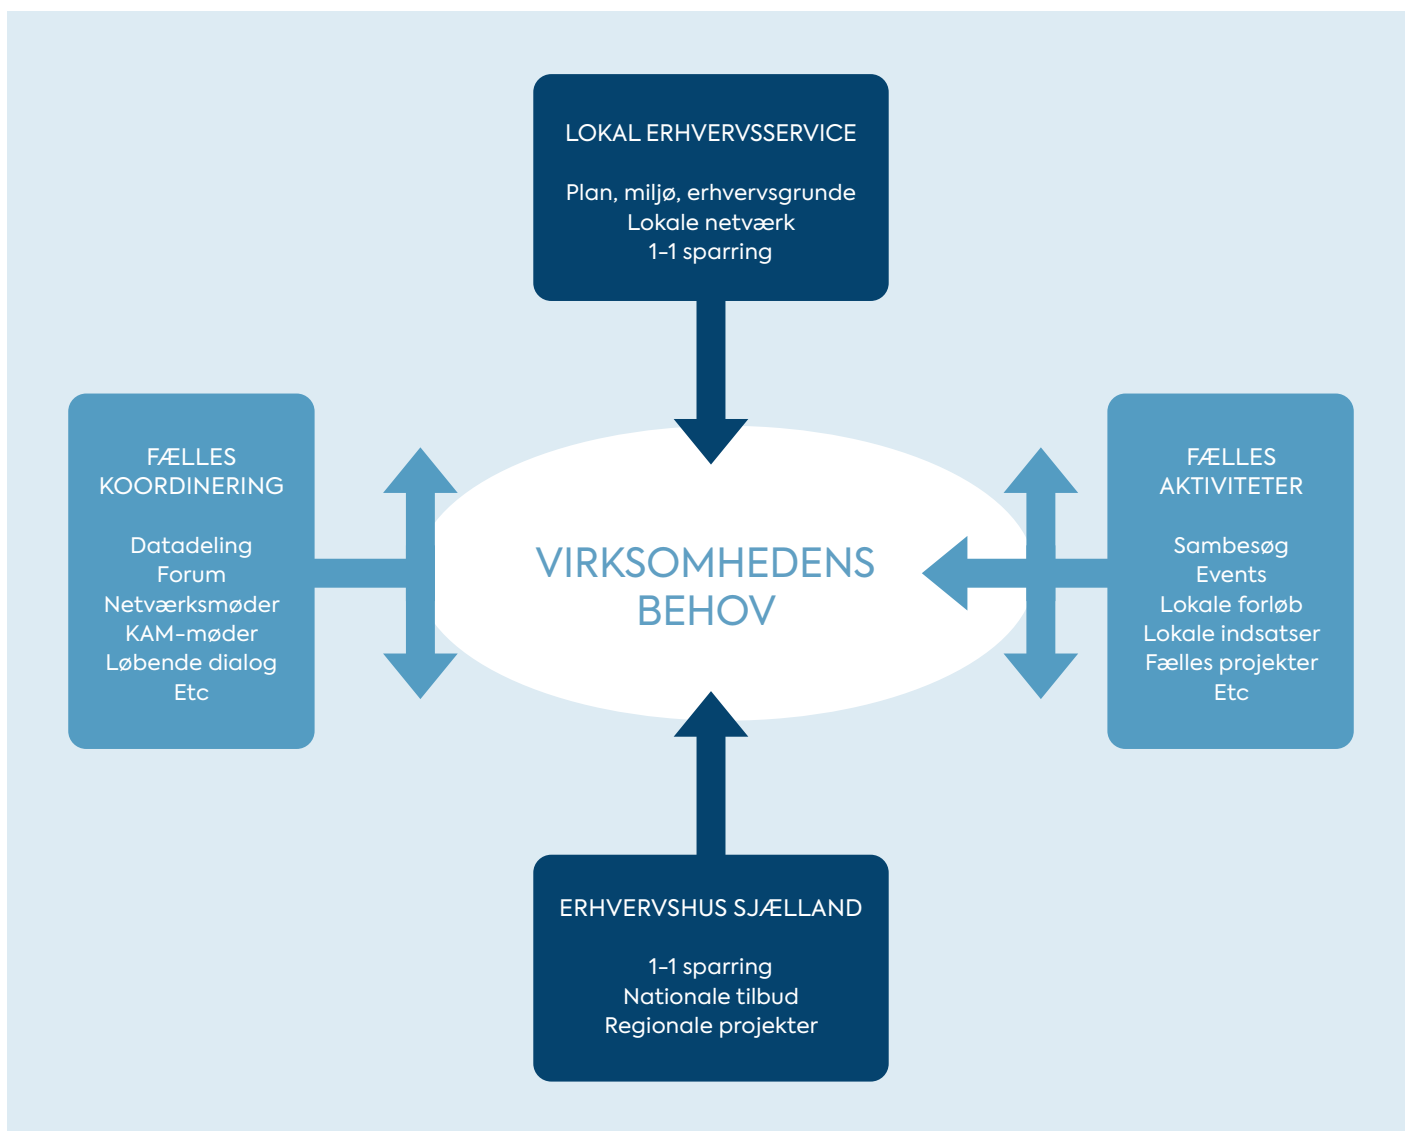 LOKAL ERHVERVSSERVICE
Plan, miljø, erhvervsgrunde
Lokale netværk
1-1 sparring
FÆLLES
KOORDINERING
Datadeling
Forum
Netværksmøder
KAM-møder
Løbende dialog
Etc
VIRKSOMHEDENS
BEHOV
FÆLLES
AKTIVITETER
Sambesøg
Events
Lokale forløb
Lokale indsatser
Fælles projekter
Etc
ERHVERVSHUS SJÆLLAND
1-1 sparring
Nationale tilbud
Regionale projekter